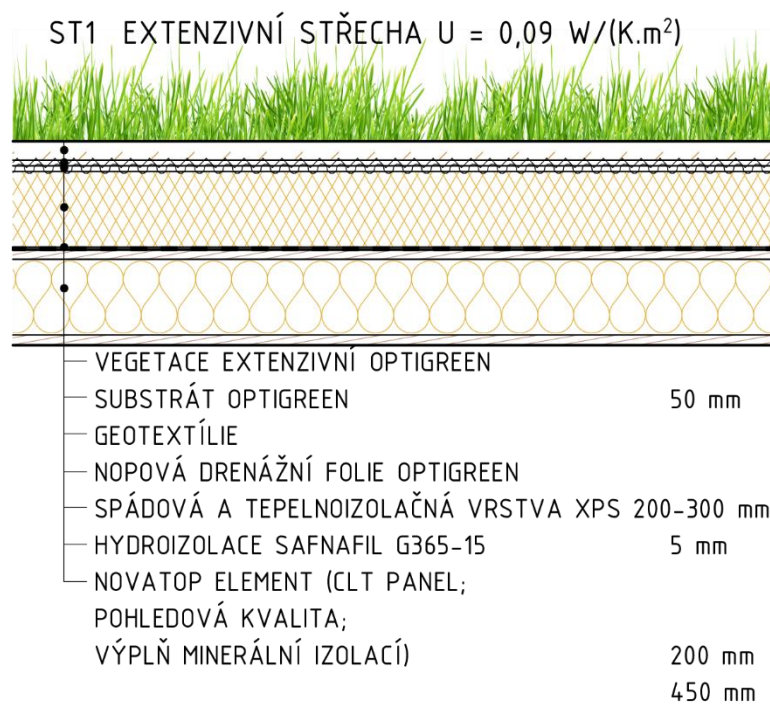 ST1 EXTENZIVNÍ STŘECHA U = 0,09 W/(K.m²)
VEGETACE EXTENZIVNÍ OPTIGREEN
SUBSTRÁT OPTIGREEN 50 mm
GEOTEXTÍLIE
NOPOVÁ DRENÁŽNÍ FOLIE OPTIGREEN
SPÁDOVÁ A TEPELNOIZOLAČNÁ VRSTVA XPS 200-300 mm
HYDROIZOLACE SAFNAFIL G365-15 5 mm
NOVATOP ELEMENT (CLT PANEL;
POHLEDOVÁ KVALITA;
VÝPLŇ MINERÁLNÍ IZOLACÍ) 200 mm
450 mm